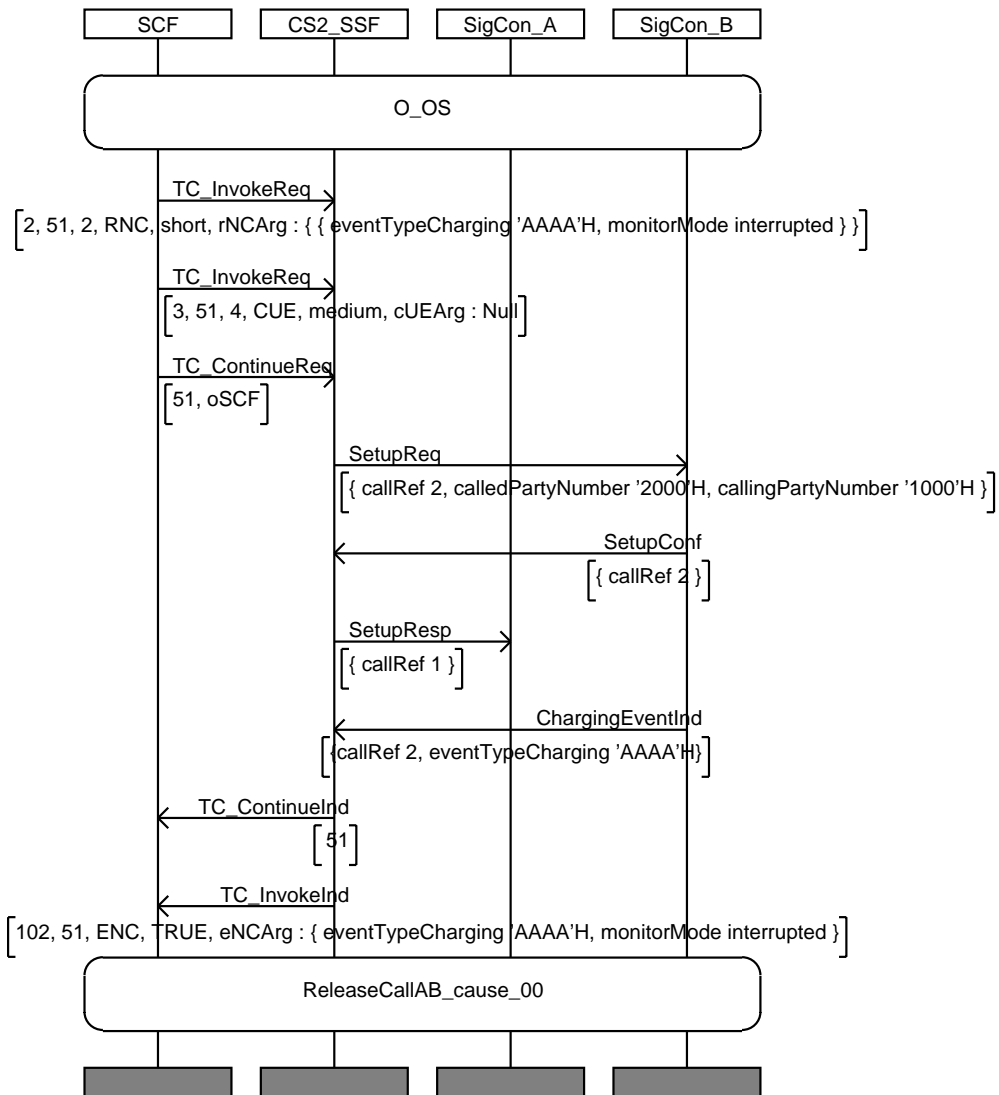 SCF CS2_SSF SigCon_A SigCon_B
O_OS
TC_InvokeReq
2, 51, 2, RNC, short, rNCArg : { { eventTypeCharging 'AAAA'H, monitorMode interrupted } }
TC_InvokeReq
3, 51, 4, CUE, medium, cUEArg : Null
TC_ContinueReq
51, oSCF
SetupReq
{ callRef 2, calledPartyNumber '2000'H, callingPartyNumber '1000'H }
SetupConf
{ callRef 2 }
SetupResp
{ callRef 1 }
ChargingEventInd
{callRef 2, eventTypeCharging 'AAAA'H}
TC_ContinueInd
51
TC_InvokeInd
102, 51, ENC, TRUE, eNCArg : { eventTypeCharging 'AAAA'H, monitorMode interrupted }
ReleaseCallAB_cause_00